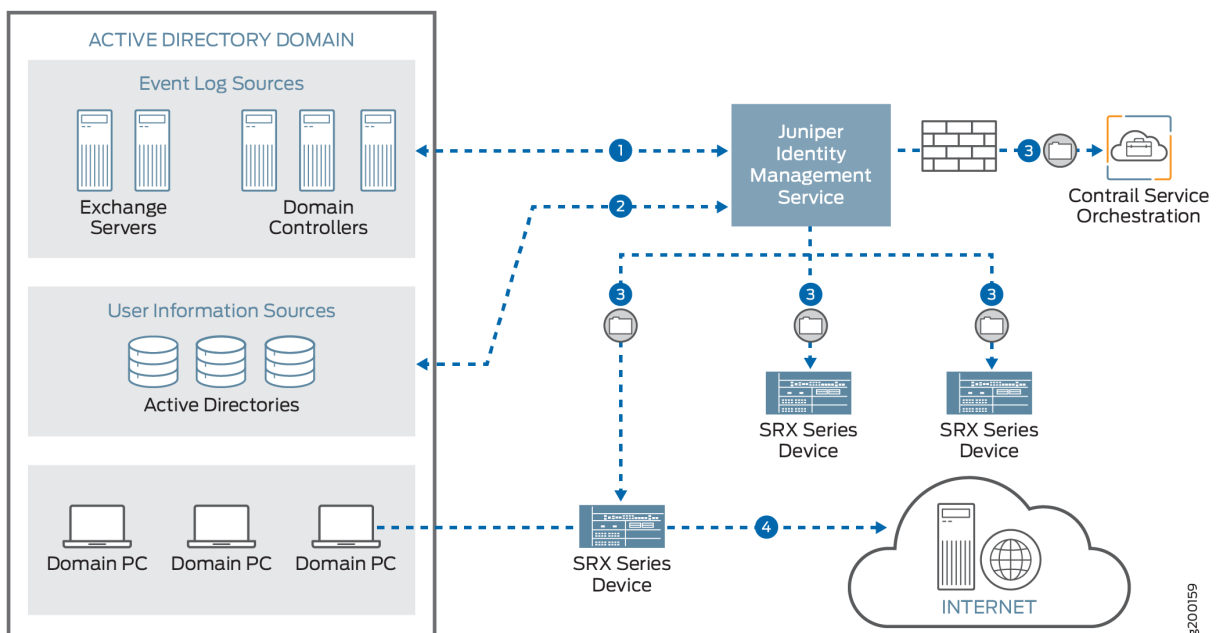 ACTIVE DIRECTORY DOMAIN
Event Log Sources
Exchange
Servers
Domain
Controllers
User Information Sources
Active Directories
Domain PC
Domain PC
Domain PC
1
2
Juniper
Identity
Management
Service
3
Contrail Service
Orchestration
3
3
3
SRX Series
Device
SRX Series
Device
SRX Series
Device
4
INTERNET
g200159